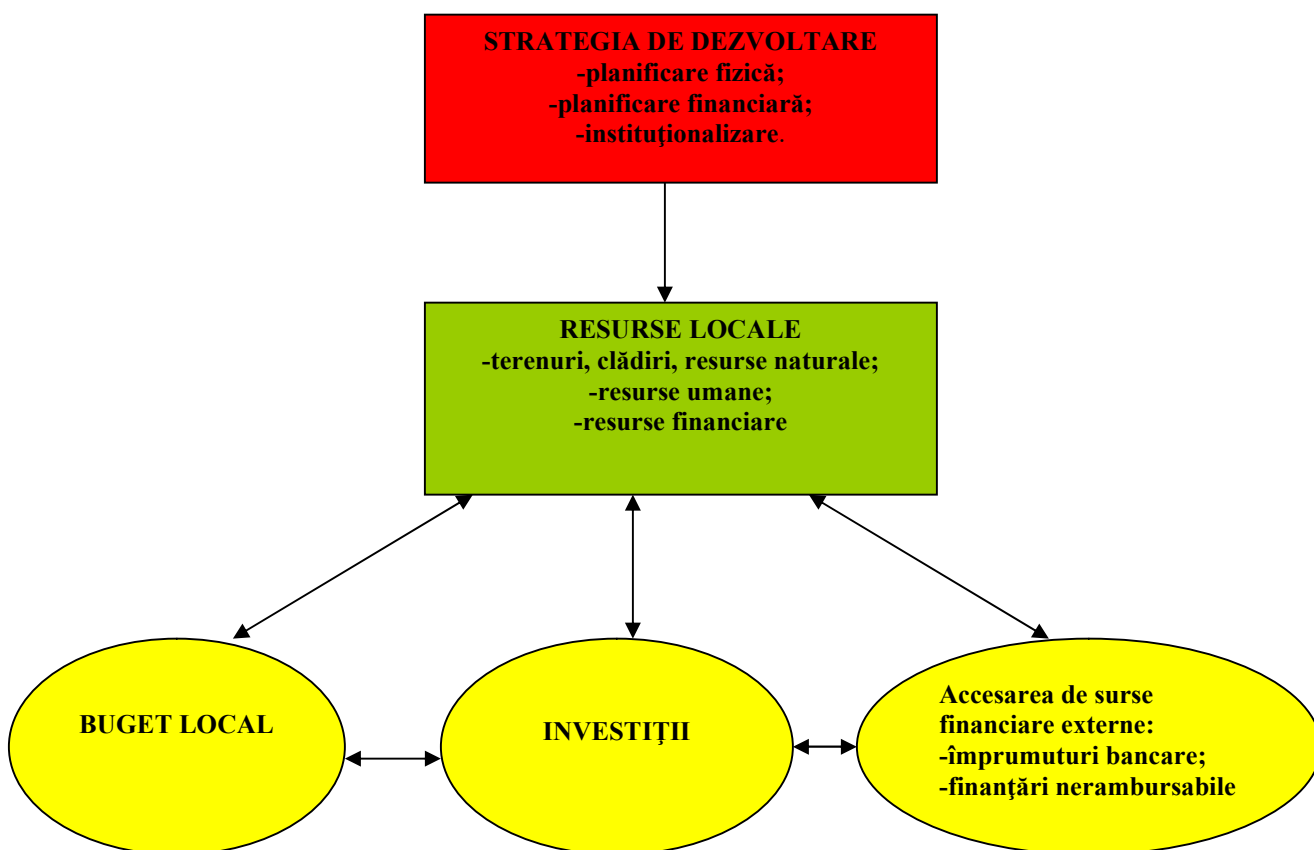 STRATEGIA DE DEZVOLTARE
-planificare fizică;
-planificare financiară;
-instituţionalizare.
RESURSE LOCALE
-terenuri, clădiri, resurse naturale;
-resurse umane;
-resurse financiare
BUGET LOCAL
INVESTIŢII
Accesarea de surse
financiare externe:
-împrumuturi bancare;
-finanţări nerambursabile